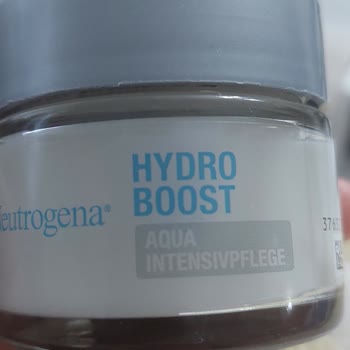 Neutrogena®
HYDRO
BOOST
AQUA
INTENSIVPFLEGE